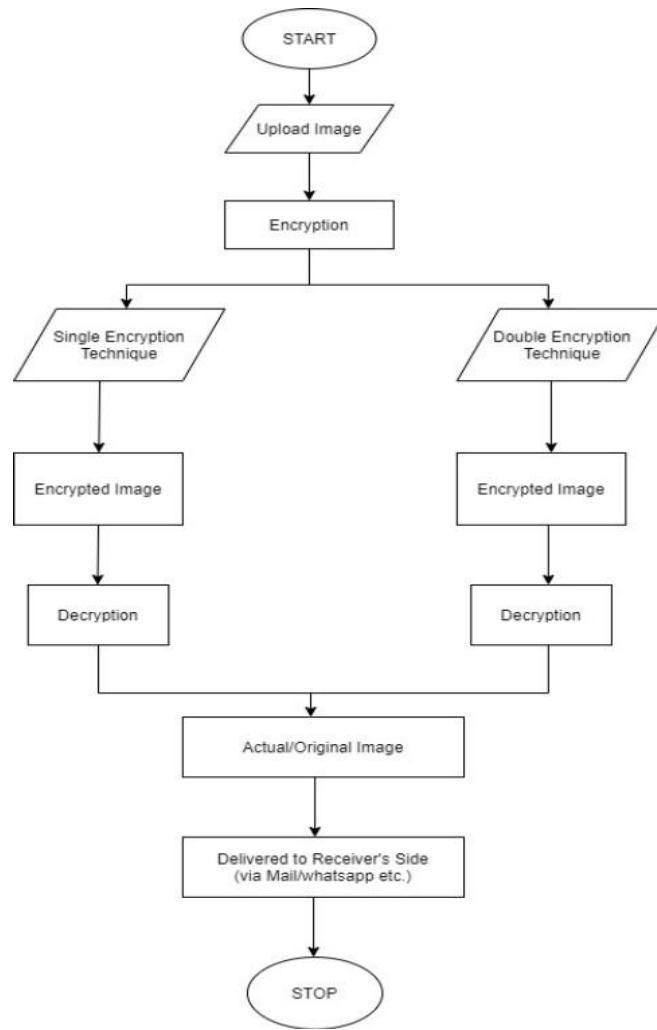 START
Upload Image
Encryption
Single Encryption
Technique
Double Encryption
Technique
Encrypted Image
Encrypted Image
Decryption
Decryption
Actual/Original Image
Delivered to Receiver's Side
(via Mail/whatsapp etc.)
STOP